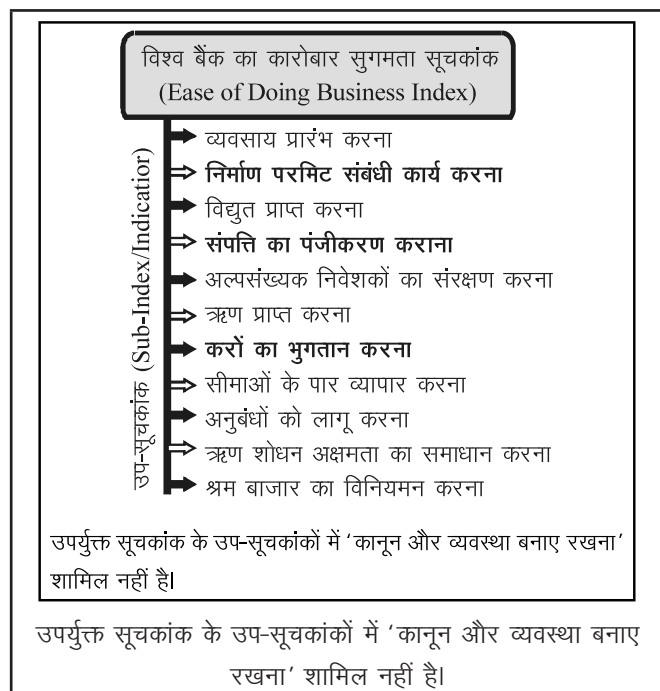 विश्व बैंक का कारोबार सुगमता सूचकांक
(Ease of Doing Business Index)
उप-सूचकांक (Sub-Index/Indicatior)
व्यवसाय प्रारंभ करना
निर्माण परमिट संबंधी कार्य करना
विद्युत प्राप्त करना
संपत्ति का पंजीकरण कराना
अल्पसंख्यक निवेशकों का संरक्षण करना
ऋण प्राप्त करना
करों का भुगतान करना
सीमाओं के पार व्यापार करना
अनुबंधों को लागू करना
ऋण शोधन अक्षमता का समाधान करना
श्रम बाजार का विनियमन करना
उपर्युक्त सूचकांक के उप-सूचकांकों में ‘कानून और व्यवस्था बनाए रखना’
शामिल नहीं है।
उपर्युक्त सूचकांक के उप-सूचकांकों में ‘कानून और व्यवस्था बनाए
रखना’ शामिल नहीं है।